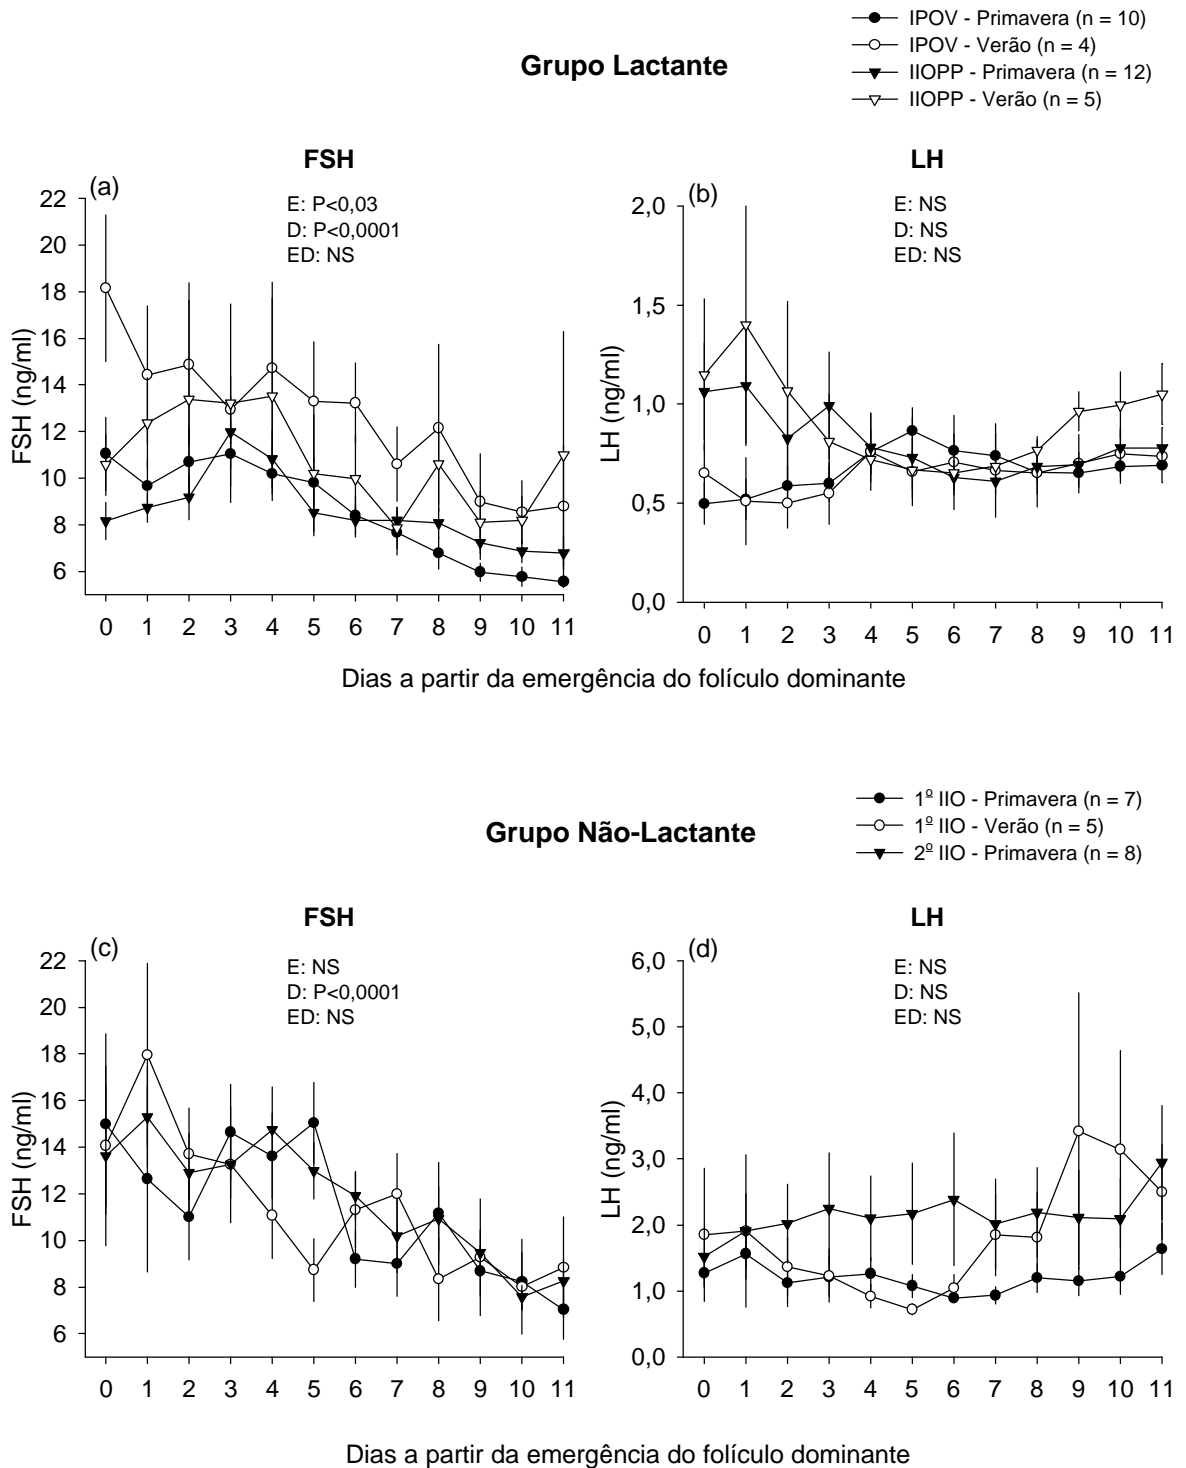 IPOV - Primavera (n = 10)
IPOV - Verão (n = 4)
IIOPP - Primavera (n = 12)
IIOPP - Verão (n = 5)
Grupo Lactante
FSH
(a)
E: P<0,03
D: P<0,0001
ED: NS
FSH (ng/ml)
22
20
18
16
14
12
10
8
6
0 1 2 3 4 5 6 7 8 9 10 11
LH
(b)
E: NS
D: NS
ED: NS
LH (ng/ml)
2,0
1,5
1,0
0,5
0,0
0 1 2 3 4 5 6 7 8 9 10 11
Dias a partir da emergência do folículo dominante
1º IIO - Primavera (n = 7)
1º IIO - Verão (n = 5)
2º IIO - Primavera (n = 8)
Grupo Não-Lactante
FSH
(c)
E: NS
D: P<0,0001
ED: NS
FSH (ng/ml)
22
20
18
16
14
12
10
8
6
0 1 2 3 4 5 6 7 8 9 10 11
LH
(d)
E: NS
D: NS
ED: NS
LH (ng/ml)
6,0
5,0
4,0
3,0
2,0
1,0
0,0
0 1 2 3 4 5 6 7 8 9 10 11
Dias a partir da emergência do folículo dominante